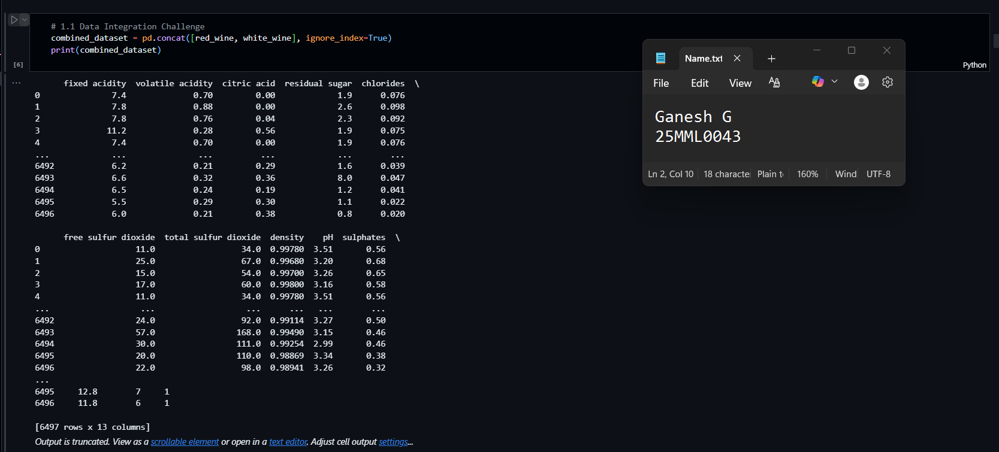 # 1.1 Data Integration Challenge
combined_dataset = pd.concat([red_wine, white_wine], ignore_index=True)
print(combined_dataset)
[6]
Python
...
fixed acidity volatile acidity citric acid residual sugar chlorides \
0 7.4 0.70 0.00 1.9 0.076
1 7.8 0.88 0.00 2.6 0.098
2 7.8 0.76 0.04 2.3 0.092
3 11.2 0.28 0.56 1.9 0.075
4 7.4 0.70 0.00 1.9 0.076
... ... ... ... ... ...
6492 6.2 0.21 0.29 1.6 0.039
6493 6.6 0.32 0.36 8.0 0.047
6494 6.5 0.24 0.19 1.2 0.041
6495 5.5 0.29 0.30 1.1 0.022
6496 6.0 0.21 0.38 0.8 0.020
free sulfur dioxide total sulfur dioxide density pH sulphates \
0 11.0 34.0 0.99780 3.51 0.56
1 25.0 67.0 0.99680 3.20 0.68
2 15.0 54.0 0.99700 3.26 0.65
3 17.0 60.0 0.99800 3.16 0.58
4 11.0 34.0 0.99780 3.51 0.56
... ... ... ... ... ...
6492 24.0 92.0 0.99114 3.27 0.50
6493 57.0 168.0 0.99490 3.15 0.46
6494 30.0 111.0 0.99254 2.99 0.46
6495 20.0 110.0 0.98869 3.34 0.38
6496 22.0 98.0 0.98941 3.26 0.32
...
6495 12.8 7 1
6496 11.8 6 1
[6497 rows x 13 columns]
Output is truncated. View as a scrollable element or open in a text editor. Adjust cell output settings...
Name.txt
File Edit View
Ganesh G
25MML0043
Ln 2, Col 10 18 character Plain t 160% Wind UTF-8